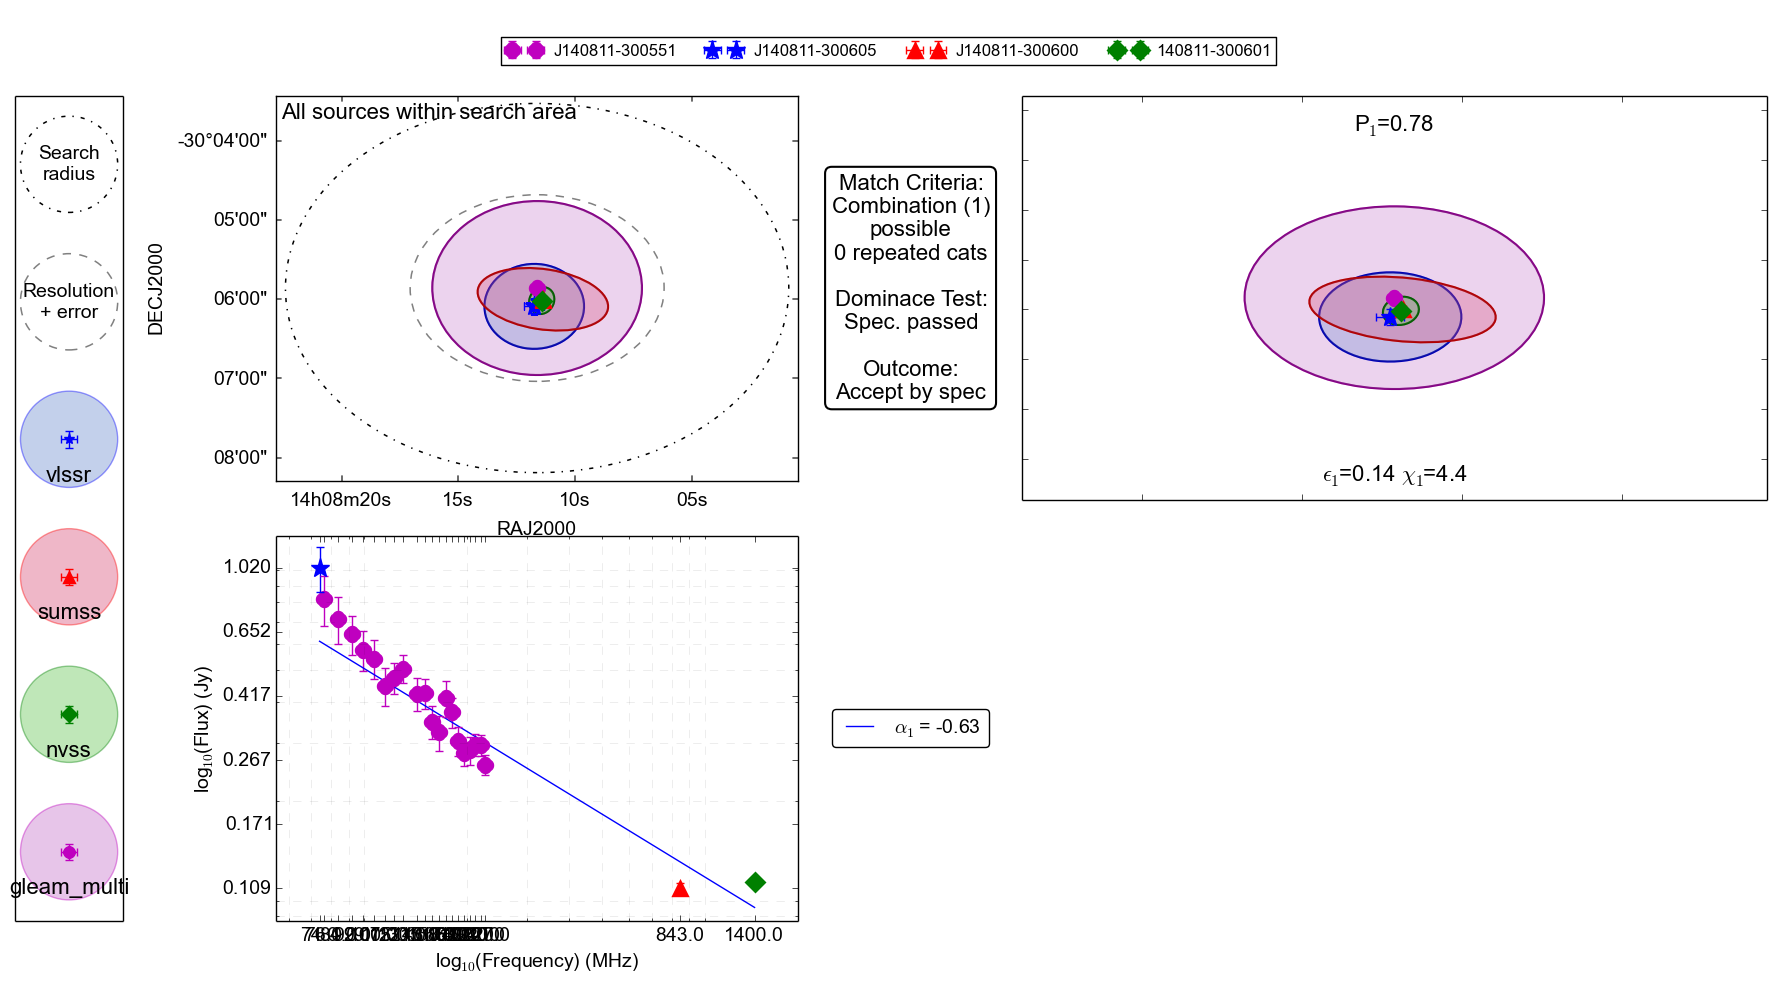 J140811-300551 J140811-300605 J140811-300600 140811-300601
Search
radius
Resolution
+ error
vlssr
sumss
nvss
gleam_multi
All sources within search area
-30°04'00"
05'00"
06'00"
07'00"
08'00"
DECJ2000
14h08m20s 15s 10s 05s
RAJ2000
Match Criteria:
Combination (1)
possible
0 repeated cats
Dominace Test:
Spec. passed
Outcome:
Accept by spec
P₁=0.78
ϵ₁=0.14 χ₁=4.4
1.020
0.652
0.417
0.267
0.171
0.109
log₁₀(Flux) (Jy)
843.0 1400.0
log₁₀(Frequency) (MHz)
α₁ = -0.63